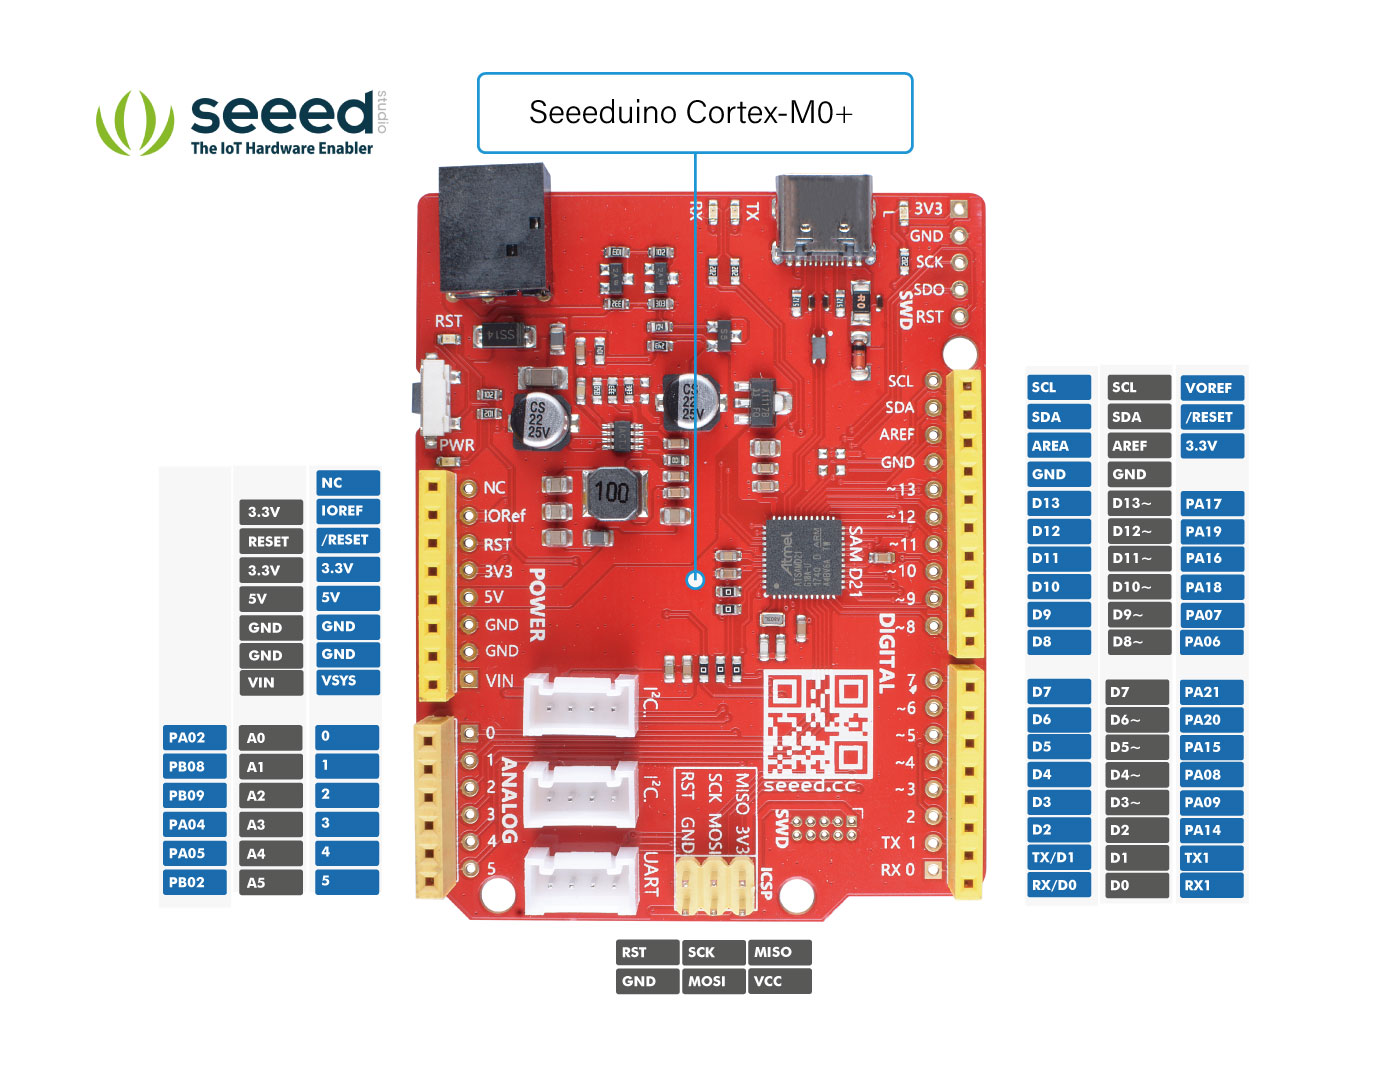 seeed
studio
The IoT Hardware Enabler
Seeeduino Cortex-M0+
RX
TX
L
3V3
GND
SCK
SDO
RST
SWD
RST
SS14
PWR
CS
22
25V
CS
22
25V
100
NC
IORef
RST
3V3
5V
GND
GND
VIN
POWER
0
1
2
3
4
5
ANALOG
I²C
I²C
UART
SCL
SDA
AREF
GND
~13
~12
~11
~10
~9
~8
DIGITAL
7
~6
~5
~4
~3
2
TX 1
RX 0
Atmel
SAM D21
seeed.cc
SWD
RST SCK MISO
GND MOSI 3V3
ICSP
NC
3.3V IOREF
RESET /RESET
3.3V 3.3V
5V 5V
GND GND
GND GND
VIN VSYS
PA02 A0 0
PB08 A1 1
PB09 A2 2
PA04 A3 3
PA05 A4 4
PB02 A5 5
SCL SCL VOREF
SDA SDA /RESET
AREA AREF 3.3V
GND GND
D13 D13~ PA17
D12 D12~ PA19
D11 D11~ PA16
D10 D10~ PA18
D9 D9~ PA07
D8 D8~ PA06
D7 D7 PA21
D6 D6~ PA20
D5 D5~ PA15
D4 D4~ PA08
D3 D3~ PA09
D2 D2 PA14
TX/D1 D1 TX1
RX/D0 D0 RX1
RST SCK MISO
GND MOSI VCC